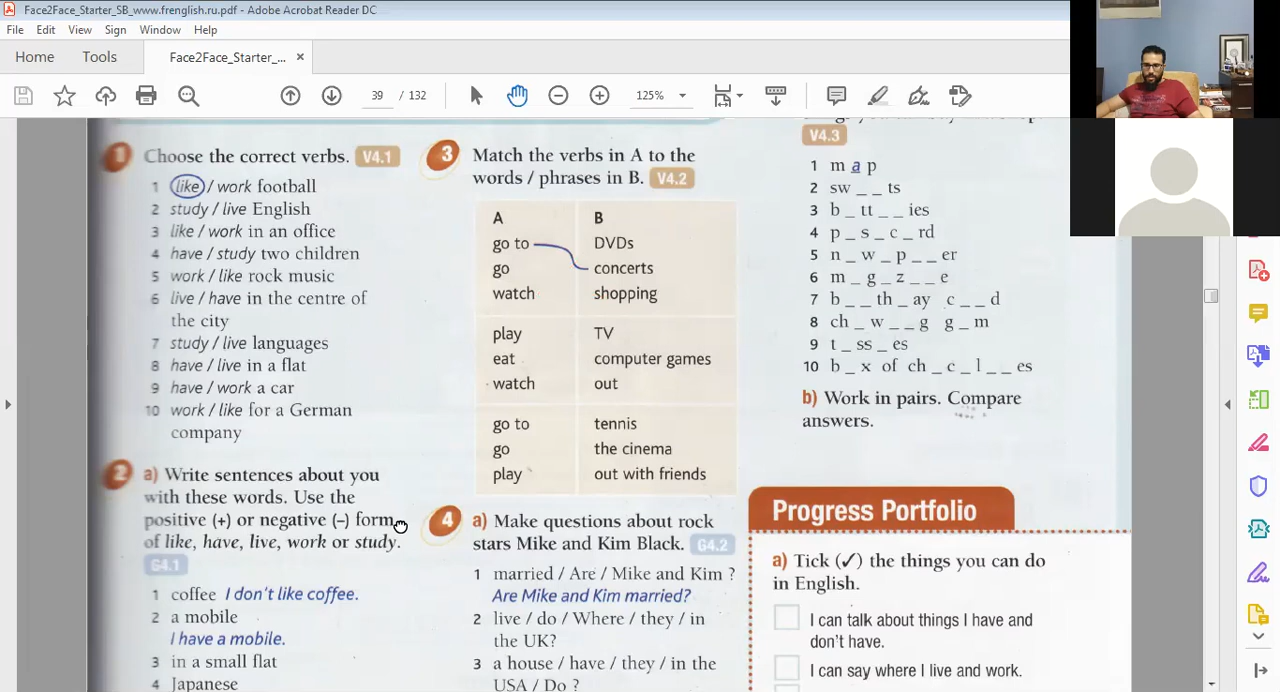 Face2Face_Starter_SB_www.frenglish.ru.pdf - Adobe Acrobat Reader DC
File Edit View Sign Window Help
Home Tools Face2Face_Starter_... ×
39 / 132 125%
1 Choose the correct verbs. V4.1
1 like / work football
2 study / live English
3 like / work in an office
4 have / study two children
5 work / like rock music
6 live / have in the centre of
the city
7 study / live languages
8 have / live in a flat
9 have / work a car
10 work / like for a German
company
2 a) Write sentences about you
with these words. Use the
positive (+) or negative (–) form
of like, have, live, work or study.
G4.1
1 coffee I don't like coffee.
2 a mobile
I have a mobile.
3 in a small flat
4 Japanese
3 Match the verbs in A to the
words / phrases in B. V4.2
A B
go to DVDs
go concerts
watch shopping
play TV
eat computer games
watch out
go to tennis
go the cinema
play out with friends
4 a) Make questions about rock
stars Mike and Kim Black. G4.2
1 married / Are / Mike and Kim ?
Are Mike and Kim married?
2 live / do / Where / they / in
the UK?
3 a house / have / they / in the
USA / Do ?
V4.3
1 m a p
2 sw _ _ ts
3 b _ tt _ _ ies
4 p _ s _ c _ rd
5 n _ w _ p _ _ er
6 m _ g _ z _ _ e
7 b _ _ th _ ay c _ _ d
8 ch _ w _ _ g g _ m
9 t _ ss _ es
10 b _ x of ch _ c _ l _ _ es
b) Work in pairs. Compare
answers.
Progress Portfolio
a) Tick (✓) the things you can do
in English.
I can talk about things I have and
don't have.
I can say where I live and work.